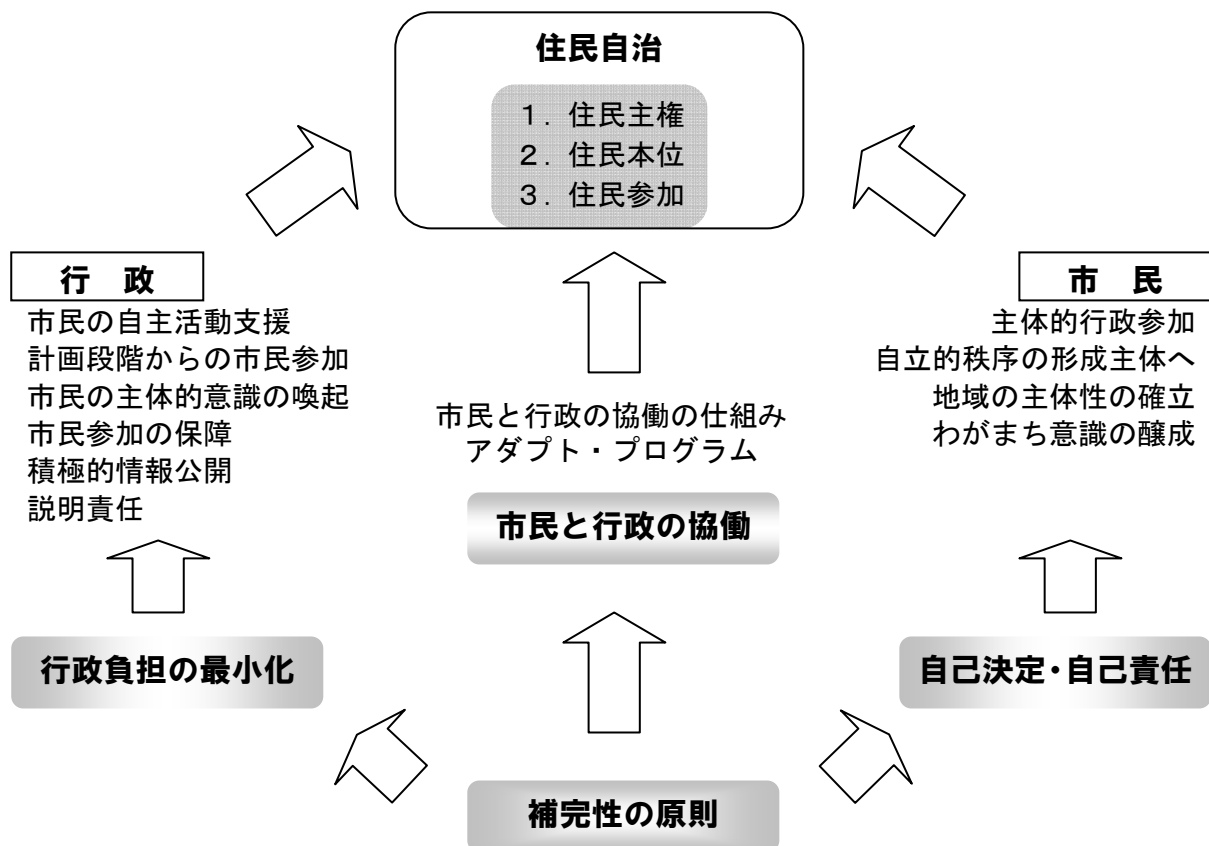 住民自治
１．住民主権
２．住民本位
３．住民参加
行　政
市民の自主活動支援
計画段階からの市民参加
市民の主体的意識の喚起
市民参加の保障
積極的情報公開
説明責任
市民と行政の協働の仕組み
アダプト・プログラム
市民と行政の協働
市　民
主体的行政参加
自立的秩序の形成主体へ
地域の主体性の確立
わがまち意識の醸成
行政負担の最小化
自己決定・自己責任
補完性の原則